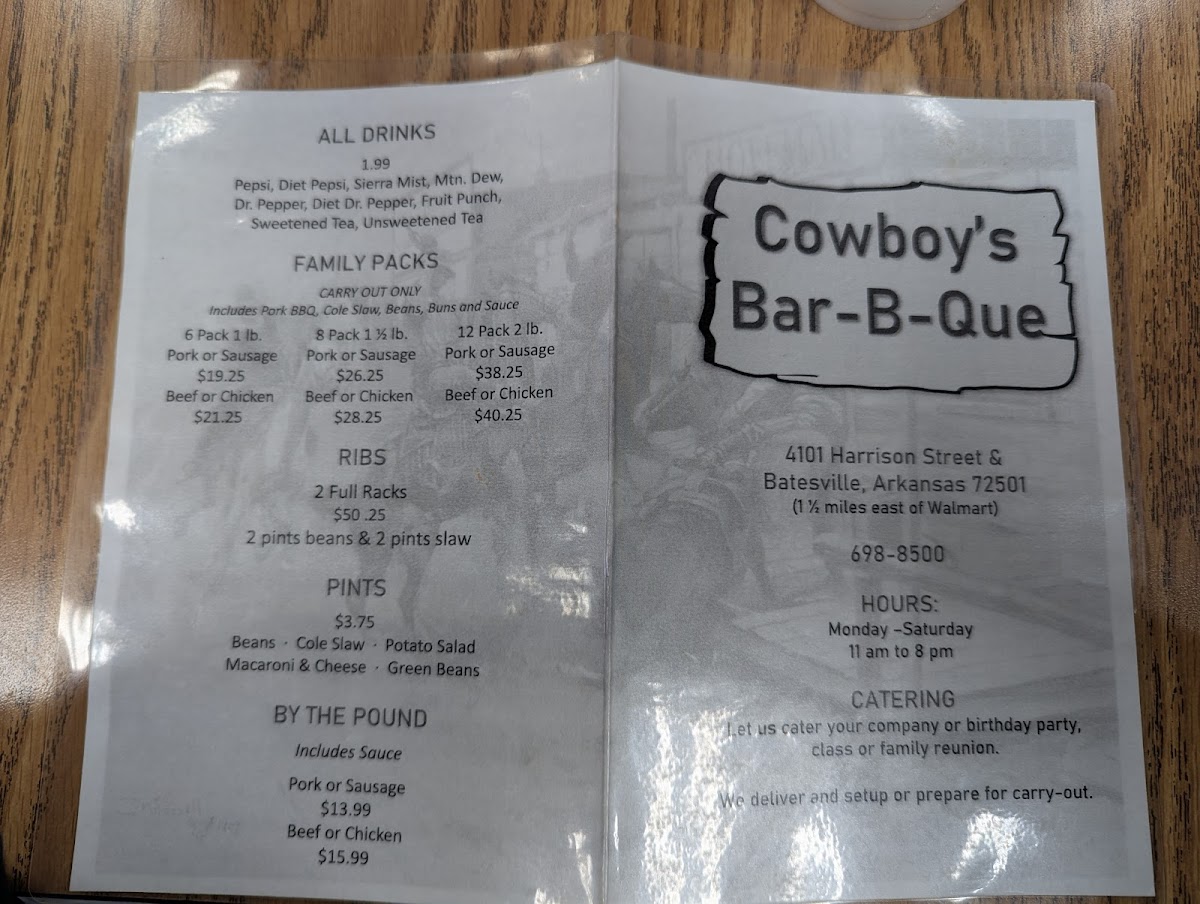 ALL DRINKS
1.99
Pepsi, Diet Pepsi, Sierra Mist, Mtn. Dew,
Dr. Pepper, Diet Dr. Pepper, Fruit Punch,
Sweetened Tea, Unsweetened Tea
FAMILY PACKS
CARRY OUT ONLY
Includes Pork BBQ, Cole Slaw, Beans, Buns and Sauce
6 Pack 1 lb.
Pork or Sausage
$19.25
Beef or Chicken
$21.25
8 Pack 1 ½ lb.
Pork or Sausage
$26.25
Beef or Chicken
$28.25
12 Pack 2 lb.
Pork or Sausage
$38.25
Beef or Chicken
$40.25
RIBS
2 Full Racks
$50 .25
2 pints beans & 2 pints slaw
PINTS
$3.75
Beans · Cole Slaw · Potato Salad
Macaroni & Cheese · Green Beans
BY THE POUND
Includes Sauce
Pork or Sausage
$13.99
Beef or Chicken
$15.99
Cowboy's
Bar-B-Que
4101 Harrison Street &
Batesville, Arkansas 72501
(1 ½ miles east of Walmart)
698-8500
HOURS:
Monday –Saturday
11 am to 8 pm
CATERING
Let us cater your company or birthday party,
class or family reunion.
We deliver and setup or prepare for carry-out.